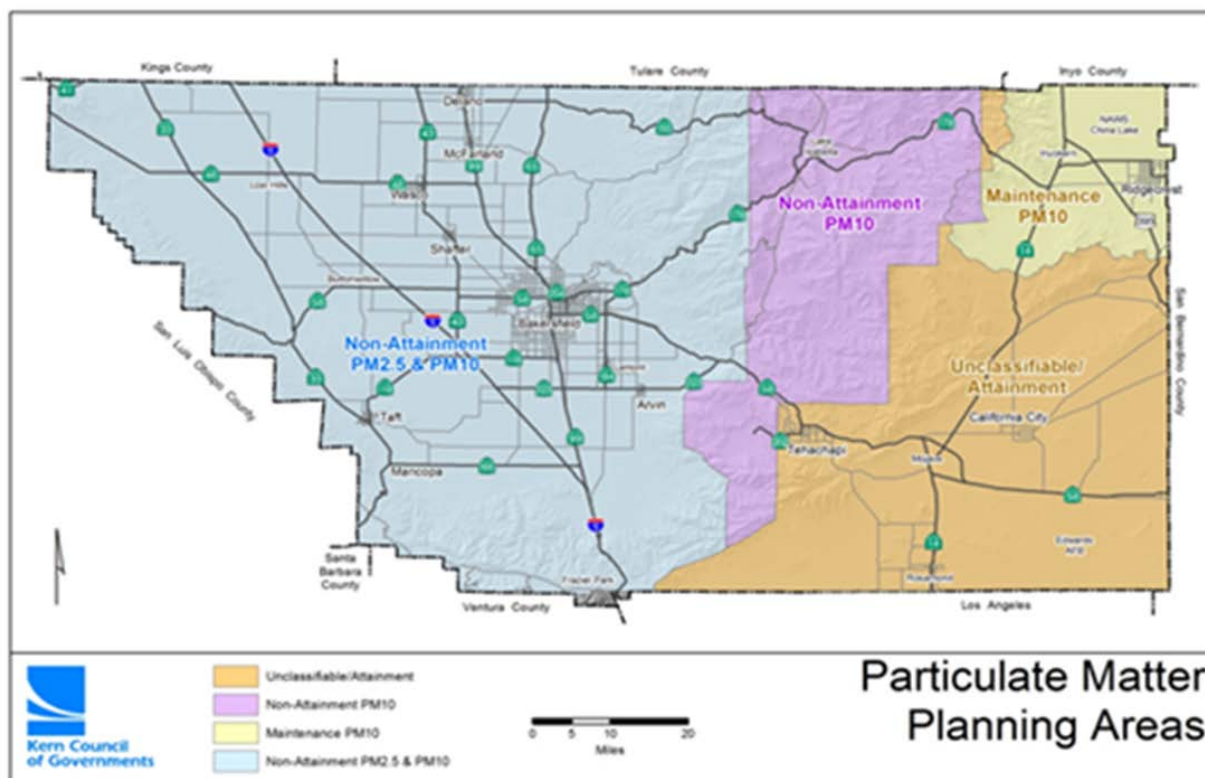 Kings County
Tulare County
Inyo County
Delano
NAWS
China Lake
McFarland
Lake
Isabella
Inyokern
Lost Hills
Wasco
Ridgecrest
Non-Attainment
PM10
Maintenance
PM10
Shafter
Buttonwillow
Bakersfield
San Luis Obispo County
San Bernardino County
Non-Attainment
PM2.5 & PM10
Unclassifiable/
Attainment
Lamont
Arvin
Taft
California City
Tehachapi
Mojave
Maricopa
Edwards
AFB
Santa
Barbara
County
Frazier Park
Rosamond
Ventura County
Los Angeles
Kern Council
of Governments
Unclassifiable/Attainment
Non-Attainment PM10
Maintenance PM10
Non-Attainment PM2.5 & PM10
0 5 10 20
Miles
Particulate Matter
Planning Areas